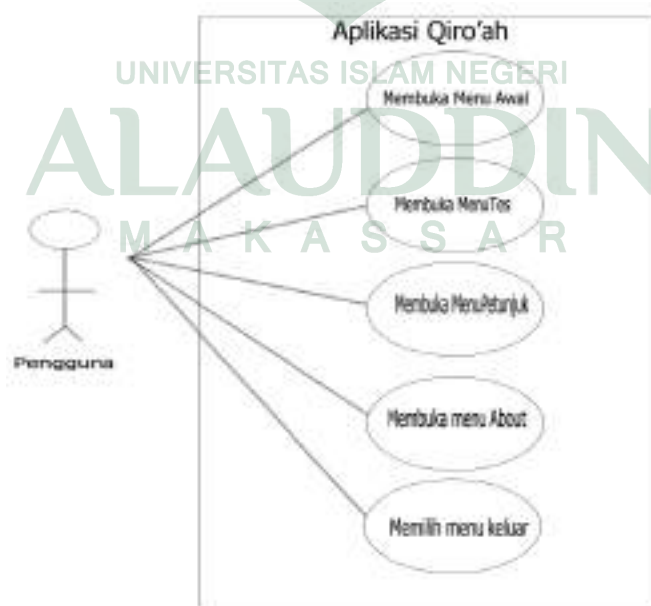 Aplikasi Qiro'ah
UNIVERSITAS ISLAM NEGERI
Membuka Menu Awal
ALAUDDIN
Membuka MenuTes
MAKASSAR
Membuka MenuPetunjuk
Pengguna
Membuka menu About
Memilih menu keluar